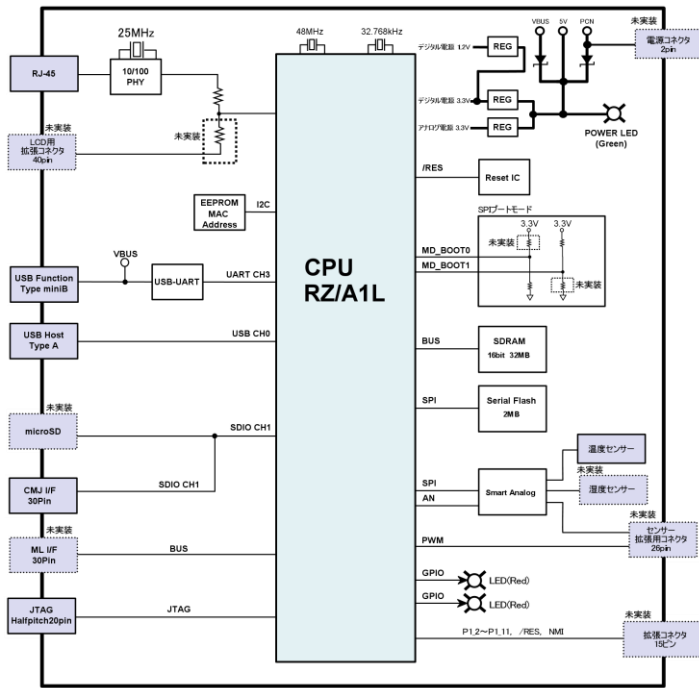 25MHz
48MHz
32.768kHz
VBUS
5V
PCN
未実装
電源コネクタ
2pin
RJ-45
10/100
PHY
デジタル電源 1.2V
REG
デジタル電源 3.3V
REG
アナログ電源 3.3V
REG
POWER LED
(Green)
未実装
LCD用
拡張コネクタ
40pin
未実装
/RES
Reset IC
EEPROM
MAC
Address
I2C
SPIブートモード
3.3V
3.3V
未実装
MD_BOOT0
MD_BOOT1
未実装
VBUS
CPU
RZ/A1L
USB Function
Type miniB
USB-UART
UART CH3
USB Host
Type A
USB CH0
BUS
SDRAM
16bit 32MB
未実装
microSD
SDIO CH1
SPI
Serial Flash
2MB
温度センサー
未実装
湿度センサー
CMJ I/F
30Pin
SDIO CH1
SPI
AN
Smart Analog
未実装
センサー
拡張用コネクタ
26pin
未実装
ML I/F
30Pin
BUS
PWM
GPIO
LED(Red)
GPIO
LED(Red)
JTAG
Halfpitch20pin
JTAG
P1_2～P1_11, /RES, NMI
未実装
拡張コネクタ
15ピン